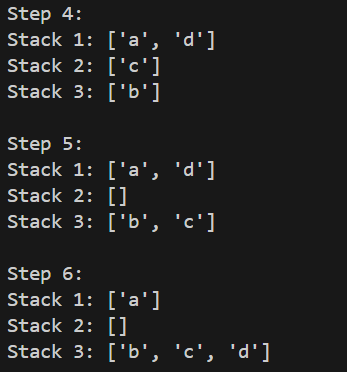 Step 4:
Stack 1: ['a', 'd']
Stack 2: ['c']
Stack 3: ['b']
Step 5:
Stack 1: ['a', 'd']
Stack 2: []
Stack 3: ['b', 'c']
Step 6:
Stack 1: ['a']
Stack 2: []
Stack 3: ['b', 'c', 'd']